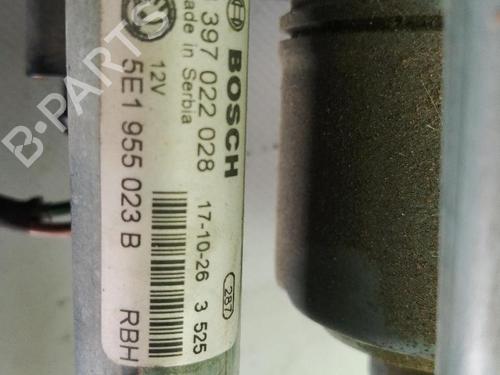 BOSCH
397 022 028
ade in Serbia
12V
5E1 955 023 B RBH
17-10-26 3 525
287
B-PARTS